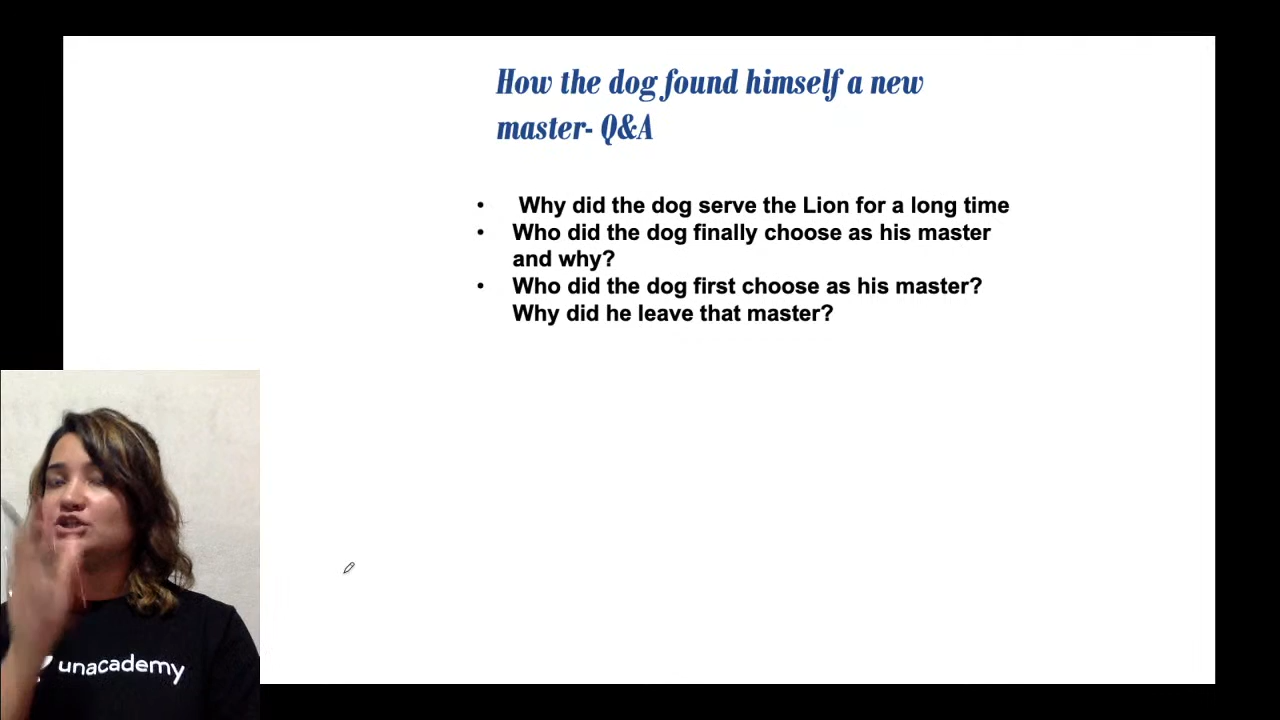 How the dog found himself a new
master- Q&A
• Why did the dog serve the Lion for a long time
• Who did the dog finally choose as his master
and why?
• Who did the dog first choose as his master?
Why did he leave that master?
unacademy